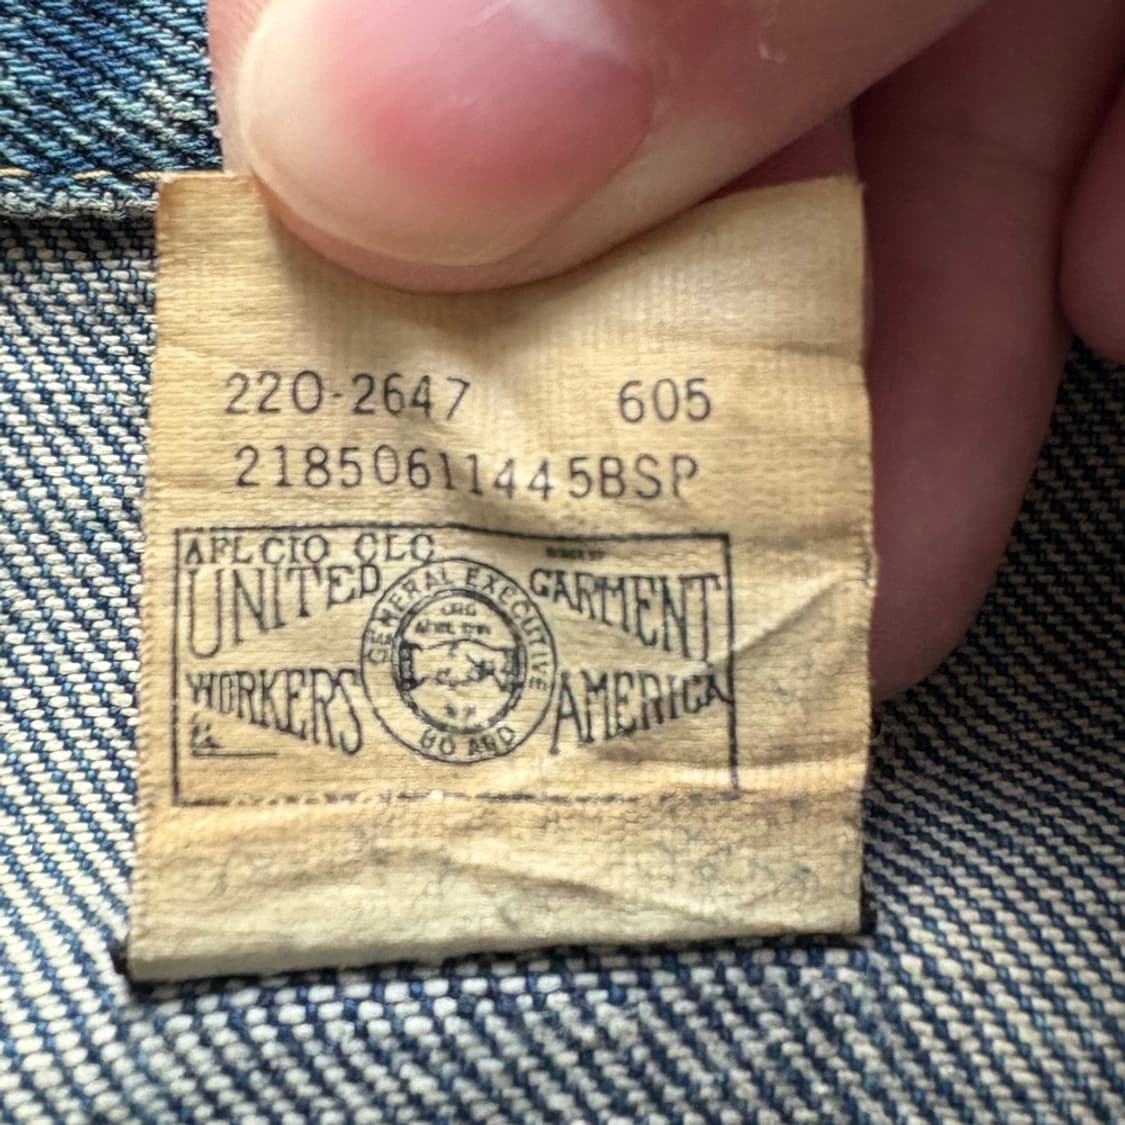 220-2647 605
21850611445BSP
AFL CIO CLC
UNITED GARMENT
WORKERS AMERICA
GENERAL EXECUTIVE
BOARD